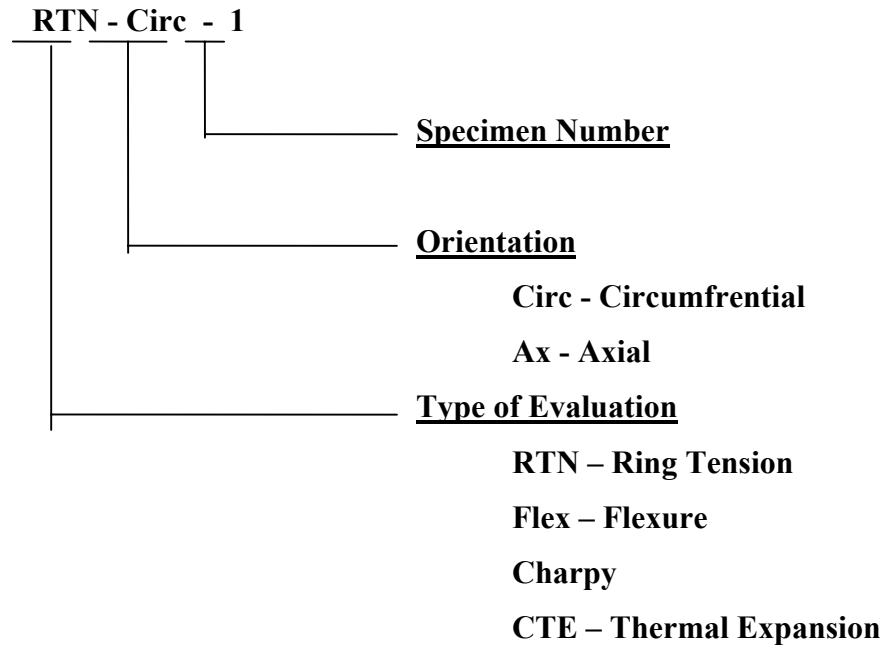 RTN - Circ - 1
Specimen Number
Orientation
Circ - Circumfrential
Ax - Axial
Type of Evaluation
RTN – Ring Tension
Flex – Flexure
Charpy
CTE – Thermal Expansion